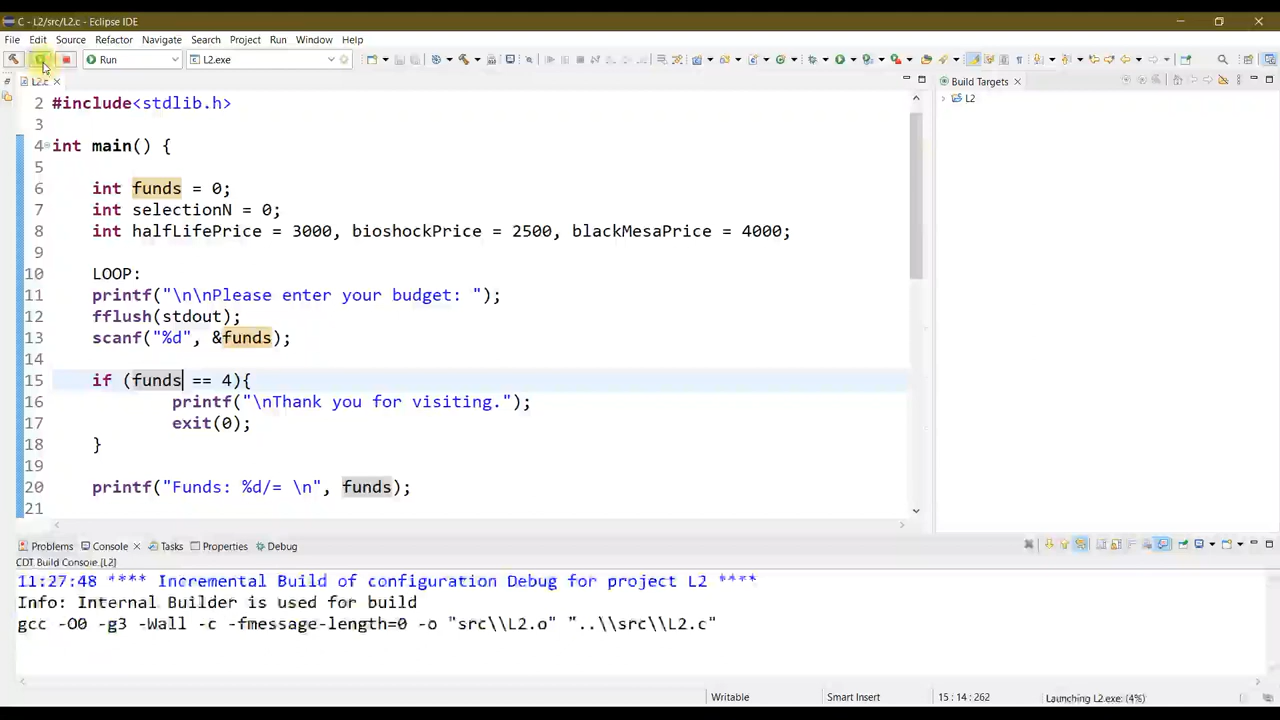 C - L2/src/L2.c - Eclipse IDE
File Edit Source Refactor Navigate Search Project Run Window Help
Run L2.exe
L2.c
Build Targets
L2
2 #include<stdlib.h>
3
4 int main() {
5
6 int funds = 0;
7 int selectionN = 0;
8 int halfLifePrice = 3000, bioshockPrice = 2500, blackMesaPrice = 4000;
9
10 LOOP:
11 printf("\n\nPlease enter your budget: ");
12 fflush(stdout);
13 scanf("%d", &funds);
14
15 if (funds == 4){
16 printf("\nThank you for visiting.");
17 exit(0);
18 }
19
20 printf("Funds: %d/= \n", funds);
21
Problems Console Tasks Properties Debug
CDT Build Console [L2]
11:27:48 **** Incremental Build of configuration Debug for project L2 ****
Info: Internal Builder is used for build
gcc -O0 -g3 -Wall -c -fmessage-length=0 -o "src\\L2.o" "..\\src\\L2.c"
Writable Smart Insert 15 : 14 : 262 Launching L2.exe: (4%)